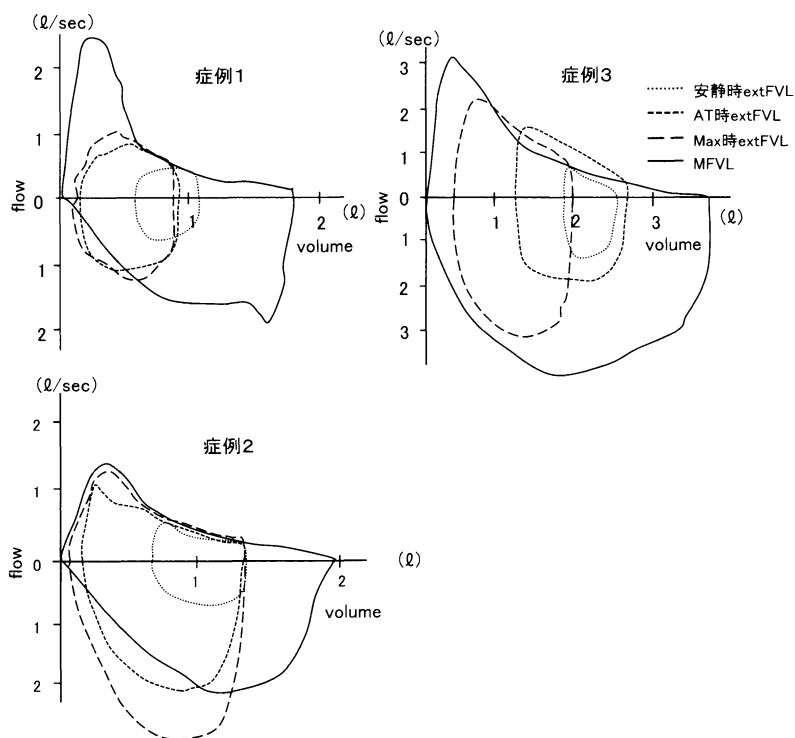 (ℓ/sec)
2
1
0
1
2
flow
症例1
1
2
(ℓ)
volume
(ℓ/sec)
3
2
1
0
1
2
3
flow
症例3
1
2
3
(ℓ)
volume
安静時extFVL
AT時extFVL
Max時extFVL
MFVL
(ℓ/sec)
2
1
0
1
2
flow
症例2
1
2
(ℓ)
volume